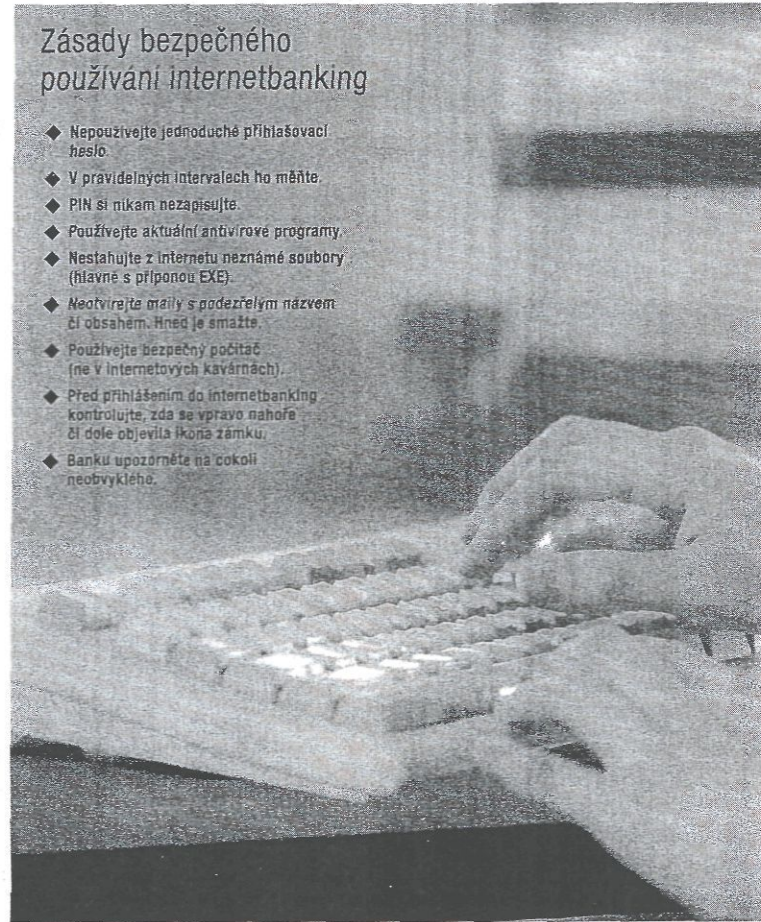 Zásady bezpečného
používání internetbanking
◆ Nepoužívejte jednoduché přihlašovací
heslo.
◆ V pravidelných intervalech ho měňte.
◆ PIN si nikam nezapisujte.
◆ Používejte aktuální antivirové programy.
◆ Nestahujte z internetu neznámé soubory
(hlavně s příponou EXE).
◆ Neotvírejte maily s podezřelým názvem
či obsahem. Hned je smažte.
◆ Používejte bezpečný počítač
(ne v internetových kavárnách).
◆ Před přihlášením do internetbanking
kontrolujte, zda se vpravo nahoře
či dole objevila ikona zámku.
◆ Banku upozorněte na cokoli
neobvyklého.